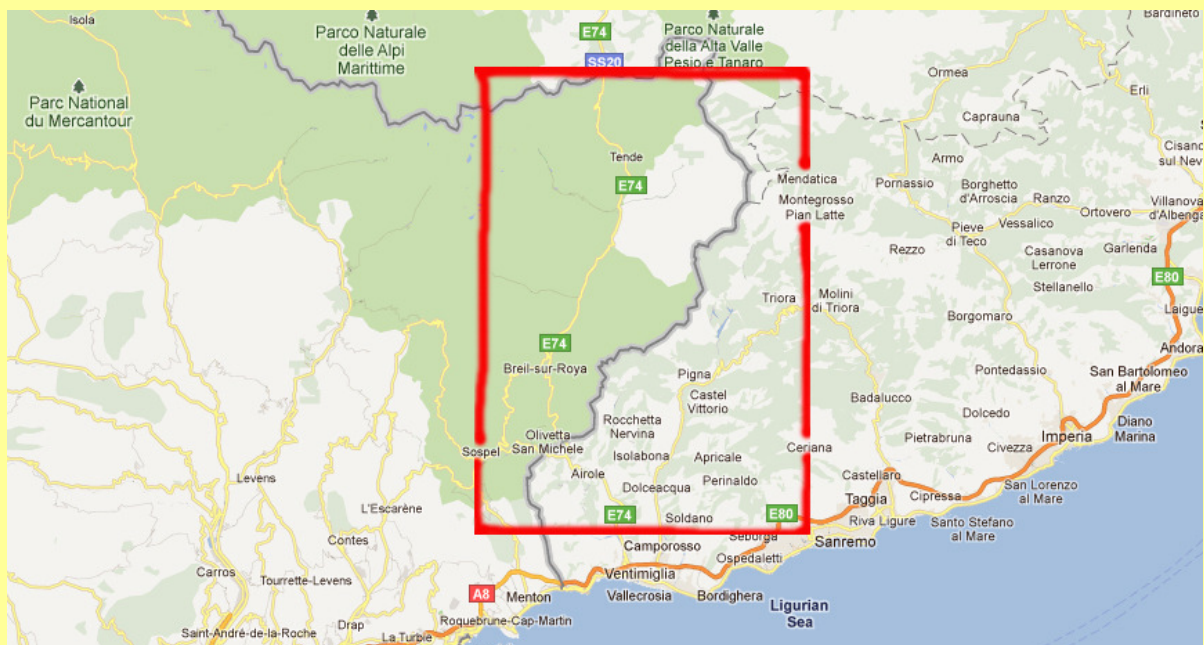 Isola
Parco Naturale
delle Alpi
Marittime
E74
SS20
Parco Naturale
della Alta Valle
Pesio e Tanaro
Bardineto
Parc National
du Mercantour
Ormea
Erli
Caprauna
Cisano
sul Nev
Tende
E74
Armo
Mendatica
Pornassio
Borghetto
d'Arroscia
Montegrosso
Pian Latte
Ranzo
Ortovero
Villanova
d'Albenga
Vessalico
Pieve
di Teco
Rezzo
Casanova
Lerrone
Garlenda
E80
Stellanello
Triora
Molini
di Triora
Borgomaro
Laigue
E74
Andora
Breil-sur-Roya
Pigna
Pontedassio
San Bartolomeo
al Mare
Castel
Vittorio
Badalucco
Rocchetta
Nervina
Dolcedo
Diano
Marina
Olivetta
San Michele
Pietrabruna
Imperia
Civezza
Sospel
Isolabona
Apricale
Ceriana
Levens
Airole
Perinaldo
Castellaro
San Lorenzo
al Mare
Dolceacqua
Taggia
Cipressa
L'Escarène
E74
Soldano
E80
Riva Ligure
Santo Stefano
al Mare
Contes
Camporosso
Seborga
Sanremo
Ospedaletti
Carros
Tourrette-Levens
Ventimiglia
A8
Menton
Vallecrosia
Bordighera
Ligurian
Sea
Roquebrune-Cap-Martin
Drap
Saint-André-de-la-Roche
La Turbie